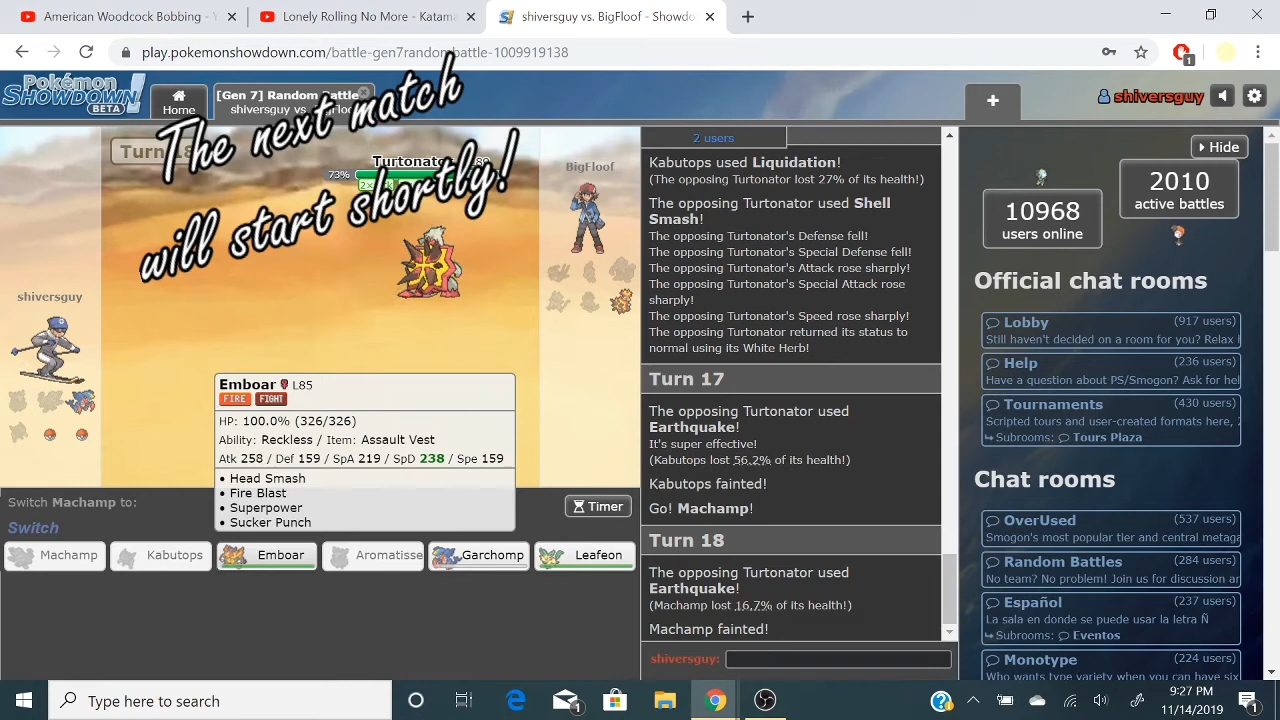 American Woodcock Bobbing - Y
Lonely Rolling No More - Katama
shiversguy vs. BigFloof - Showdo
play.pokemonshowdown.com/battle-gen7randombattle-1009919138
1
Pokémon
Showdown!
BETA
Home
[Gen 7] Random Battle
shiversguy vs. BigFloof
shiversguy
The next match
will start shortly!
Turn 18
Turtonator
73%
BigFloof
shiversguy
Emboar L85
FIRE FIGHT
HP: 100.0% (326/326)
Ability: Reckless / Item: Assault Vest
Atk 258 / Def 159 / SpA 219 / SpD 238 / Spe 159
• Head Smash
• Fire Blast
• Superpower
• Sucker Punch
Switch Machamp to:
Timer
Switch
Machamp
Kabutops
Emboar
Aromatisse
Garchomp
Leafeon
2 users
Kabutops used Liquidation!
(The opposing Turtonator lost 27% of its health!)
The opposing Turtonator used Shell
Smash!
The opposing Turtonator's Defense fell!
The opposing Turtonator's Special Defense fell!
The opposing Turtonator's Attack rose sharply!
The opposing Turtonator's Special Attack rose
sharply!
The opposing Turtonator's Speed rose sharply!
The opposing Turtonator returned its status to
normal using its White Herb!
Turn 17
The opposing Turtonator used
Earthquake!
It's super effective!
(Kabutops lost 56.2% of its health!)
Kabutops fainted!
Go! Machamp!
Turn 18
The opposing Turtonator used
Earthquake!
(Machamp lost 16.7% of its health!)
Machamp fainted!
shiversguy:
Hide
10968
users online
2010
active battles
Official chat rooms
Lobby (917 users)
Still haven't decided on a room for you? Relax
Help (236 users)
Have a question about PS/Smogon? Ask for hel
Tournaments (430 users)
Scripted tours and user-created formats here, 2
Subrooms: Tours Plaza
Chat rooms
OverUsed (537 users)
Smogon's most popular tier and central metaga
Random Battles (284 users)
No team? No problem! Join us for discussion ar
Español (237 users)
La sala en donde se puede usar la letra Ñ
Subrooms: Eventos
Monotype (224 users)
Who wants type variety when you can have six
Type here to search
1
9:27 PM
11/14/2019
1